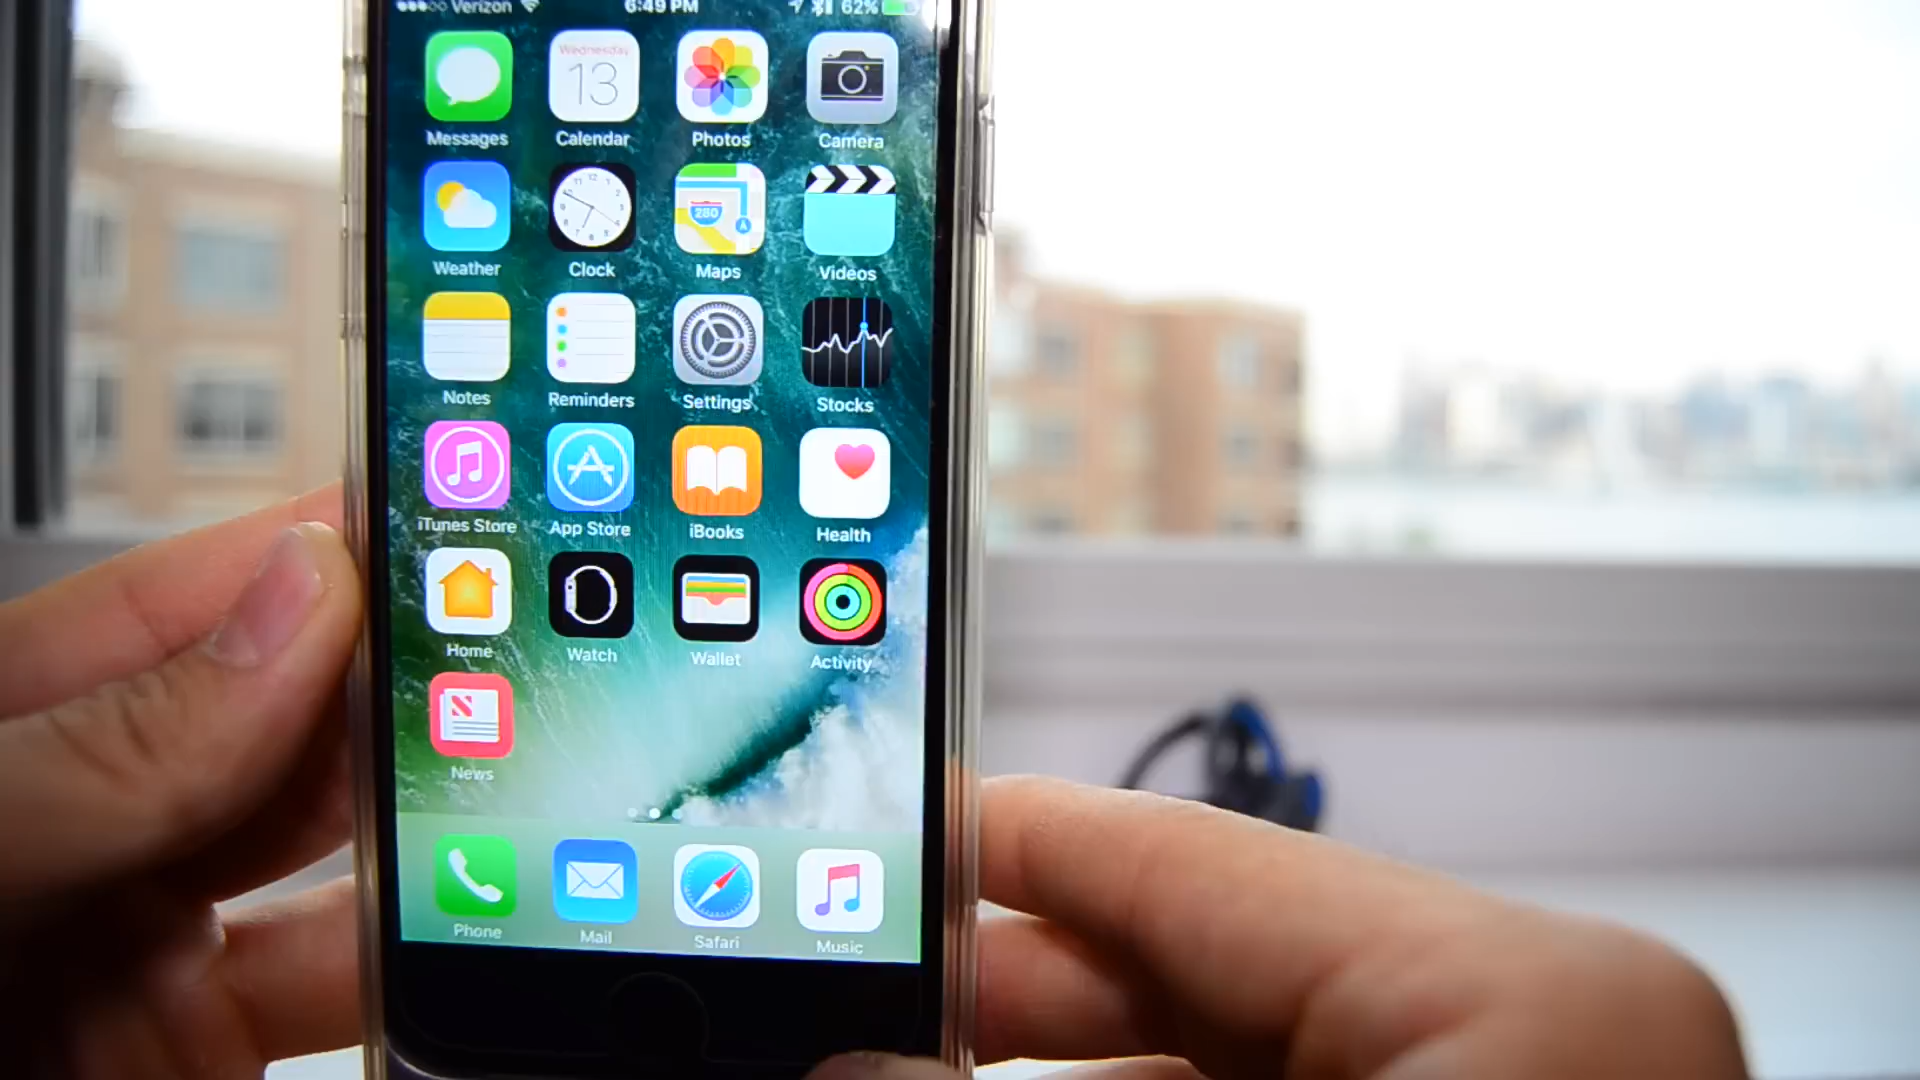 Verizon 6:49 PM 62%
Wednesday
13
Messages Calendar Photos Camera
280
Weather Clock Maps Videos
Notes Reminders Settings Stocks
iTunes Store App Store iBooks Health
Home Watch Wallet Activity
News
Phone Mail Safari Music